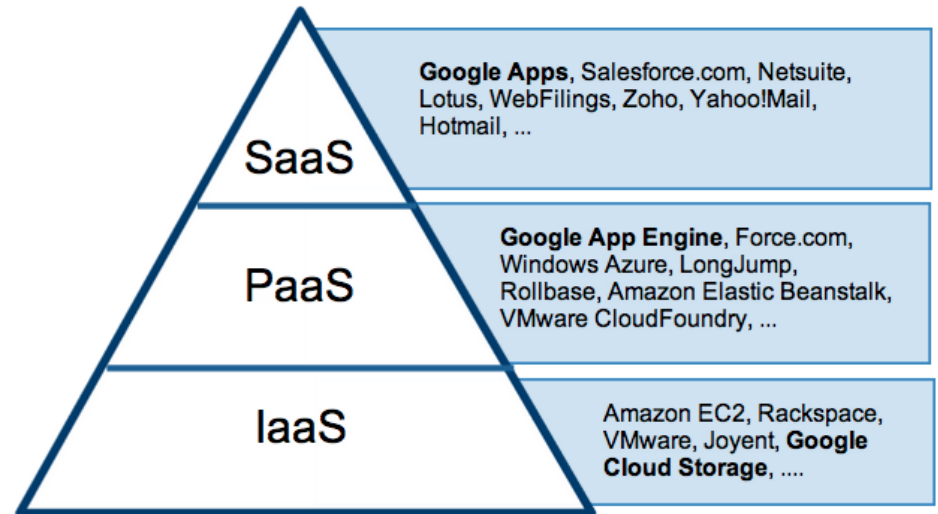 Google Apps, Salesforce.com, Netsuite,
Lotus, WebFilings, Zoho, Yahoo!Mail,
Hotmail, ...
SaaS
Google App Engine, Force.com,
Windows Azure, LongJump,
Rollbase, Amazon Elastic Beanstalk,
VMware CloudFoundry, ...
PaaS
Amazon EC2, Rackspace,
VMware, Joyent, Google
Cloud Storage, ....
IaaS